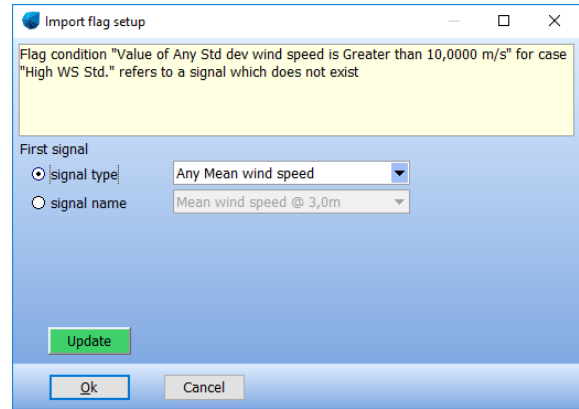 Import flag setup
Flag condition "Value of Any Std dev wind speed is Greater than 10,0000 m/s" for case
"High WS Std." refers to a signal which does not exist
First signal
signal type
Any Mean wind speed
signal name
Mean wind speed @ 3,0m
Update
Ok
Cancel